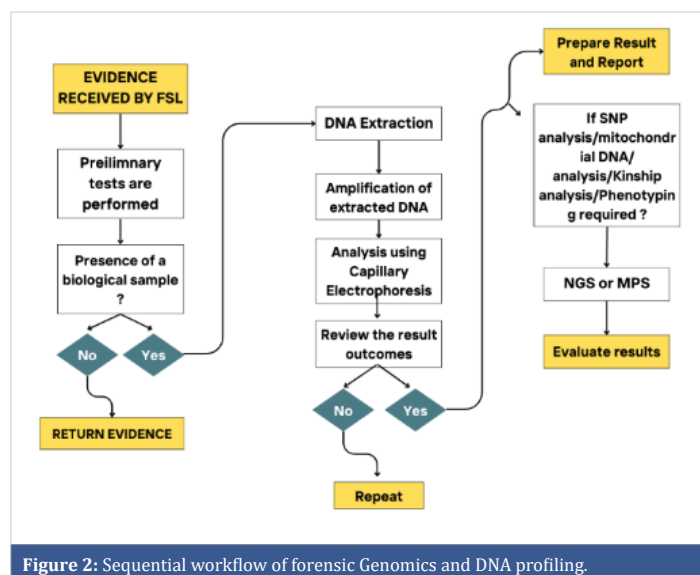 EVIDENCE
RECEIVED BY FSL
Preilimnary
tests are
performed
Presence of a
biological sample
?
No
Yes
RETURN EVIDENCE
DNA Extraction
Amplification of
extracted DNA
Analysis using
Capillary
Electrophoresis
Review the result
outcomes
No
Yes
Repeat
Prepare Result
and Report
If SNP
analysis/mitochondr
ial DNA/
analysis/Kinship
analysis/Phenotypin
g required ?
NGS or MPS
Evaluate results
Figure 2: Sequential workflow of forensic Genomics and DNA profiling.